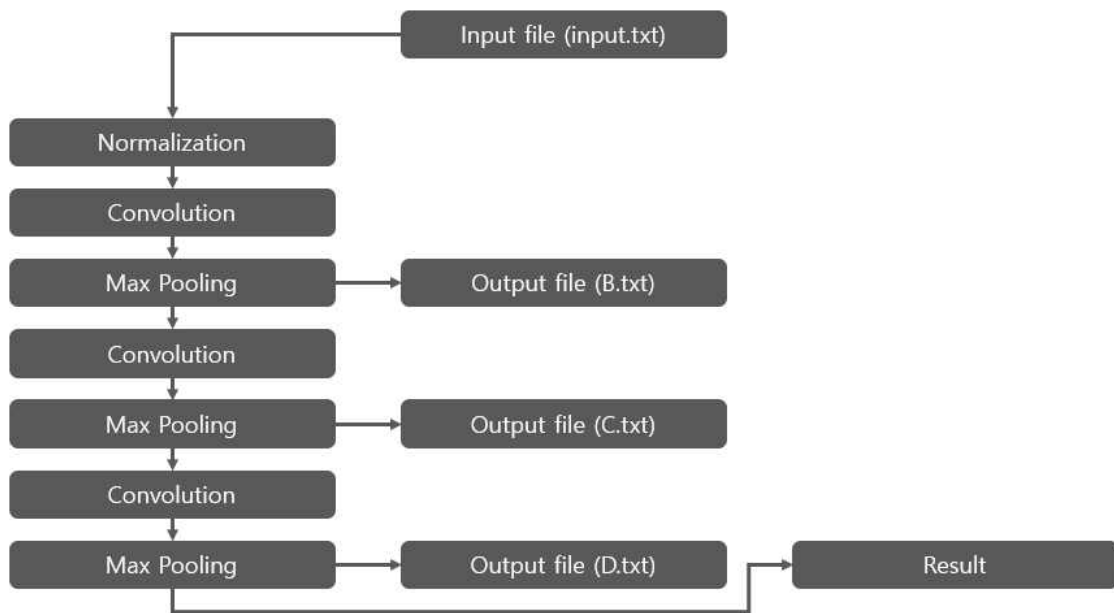 Input file (input.txt)
Normalization
Convolution
Max Pooling
Output file (B.txt)
Convolution
Max Pooling
Output file (C.txt)
Convolution
Max Pooling
Output file (D.txt)
Result